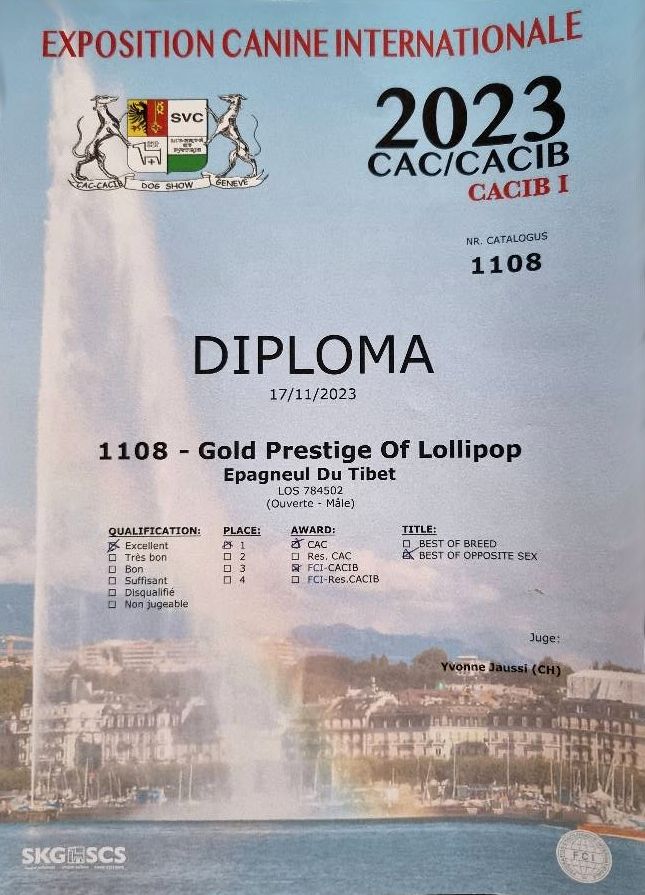 EXPOSITION CANINE INTERNATIONALE
SVC
CAC-CACIB DOG SHOW GENEVE
2023
CAC/CACIB
CACIB I
NR. CATALOGUS
1108
DIPLOMA
17/11/2023
1108 - Gold Prestige Of Lollipop
Epagneul Du Tibet
LOS 784502
(Ouverte - Mâle)
QUALIFICATION: PLACE: AWARD: TITLE:
☒ Excellent ☒ 1 ☒ CAC ☐ BEST OF BREED
☐ Très bon ☐ 2 ☐ Res. CAC ☒ BEST OF OPPOSITE SEX
☐ Bon ☐ 3 ☒ FCI-CACIB
☐ Suffisant ☐ 4 ☐ FCI-Res.CACIB
☐ Disqualifié
☐ Non jugeable
Juge:
Yvonne Jaussi (CH)
SKG SCS
FCI